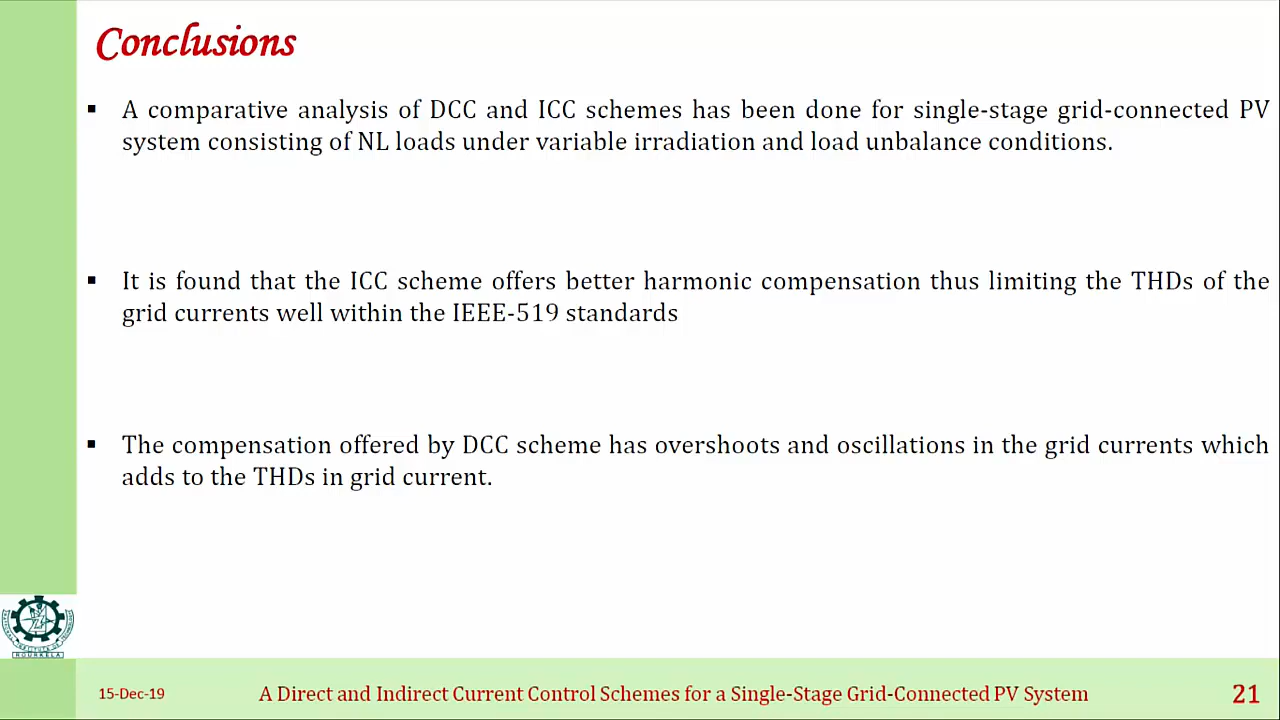 Conclusions
▪ A comparative analysis of DCC and ICC schemes has been done for single-stage grid-connected PV
system consisting of NL loads under variable irradiation and load unbalance conditions.
▪ It is found that the ICC scheme offers better harmonic compensation thus limiting the THDs of the
grid currents well within the IEEE-519 standards
▪ The compensation offered by DCC scheme has overshoots and oscillations in the grid currents which
adds to the THDs in grid current.
ROURKELA
15-Dec-19
A Direct and Indirect Current Control Schemes for a Single-Stage Grid-Connected PV System
21